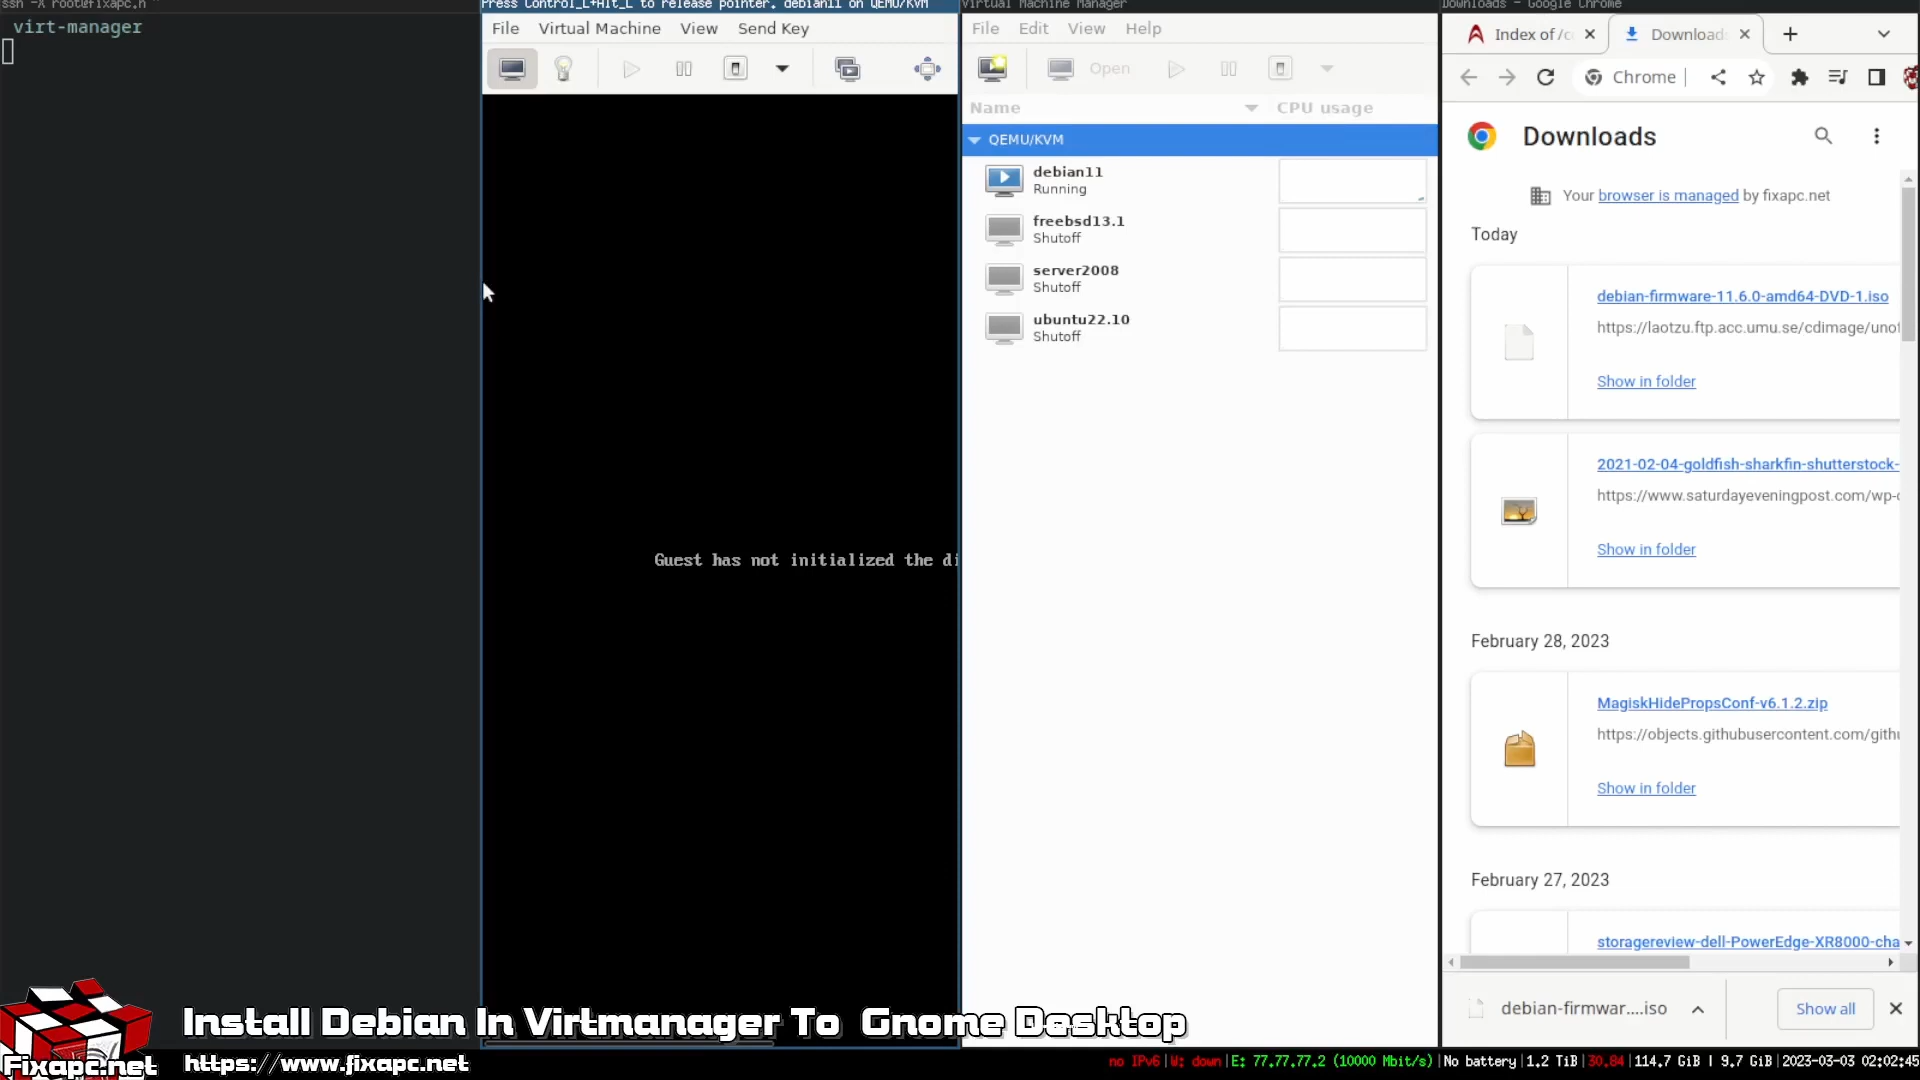 ssh -X root@fixapc.n
virt-manager
Press Control_L+Alt_L to release pointer. debian11 on QEMU/KVM
File Virtual Machine View Send Key
Guest has not initialized the di
Virtual Machine Manager
File Edit View Help
Open
Name CPU usage
QEMU/KVM
debian11
Running
freebsd13.1
Shutoff
server2008
Shutoff
ubuntu22.10
Shutoff
Downloads - Google Chrome
Index of /c Download
Chrome
Downloads
Your browser is managed by fixapc.net
Today
debian-firmware-11.6.0-amd64-DVD-1.iso
https://laotzu.ftp.acc.umu.se/cdimage/unof
Show in folder
2021-02-04-goldfish-sharkfin-shutterstock-
https://www.saturdayeveningpost.com/wp-c
Show in folder
February 28, 2023
MagiskHidePropsConf-v6.1.2.zip
https://objects.githubusercontent.com/githu
Show in folder
February 27, 2023
storagereview-dell-PowerEdge-XR8000-cha
debian-firmwar....iso Show all
Install Debian In Virtmanager To Gnome Desktop
Fixapc.net https://www.fixapc.net
no IPv6|W: down|E: 77.77.77.2 (10000 Mbit/s)|No battery|1.2 TiB|30.84|114.7 GiB | 9.7 GiB|2023-03-03 02:02:45